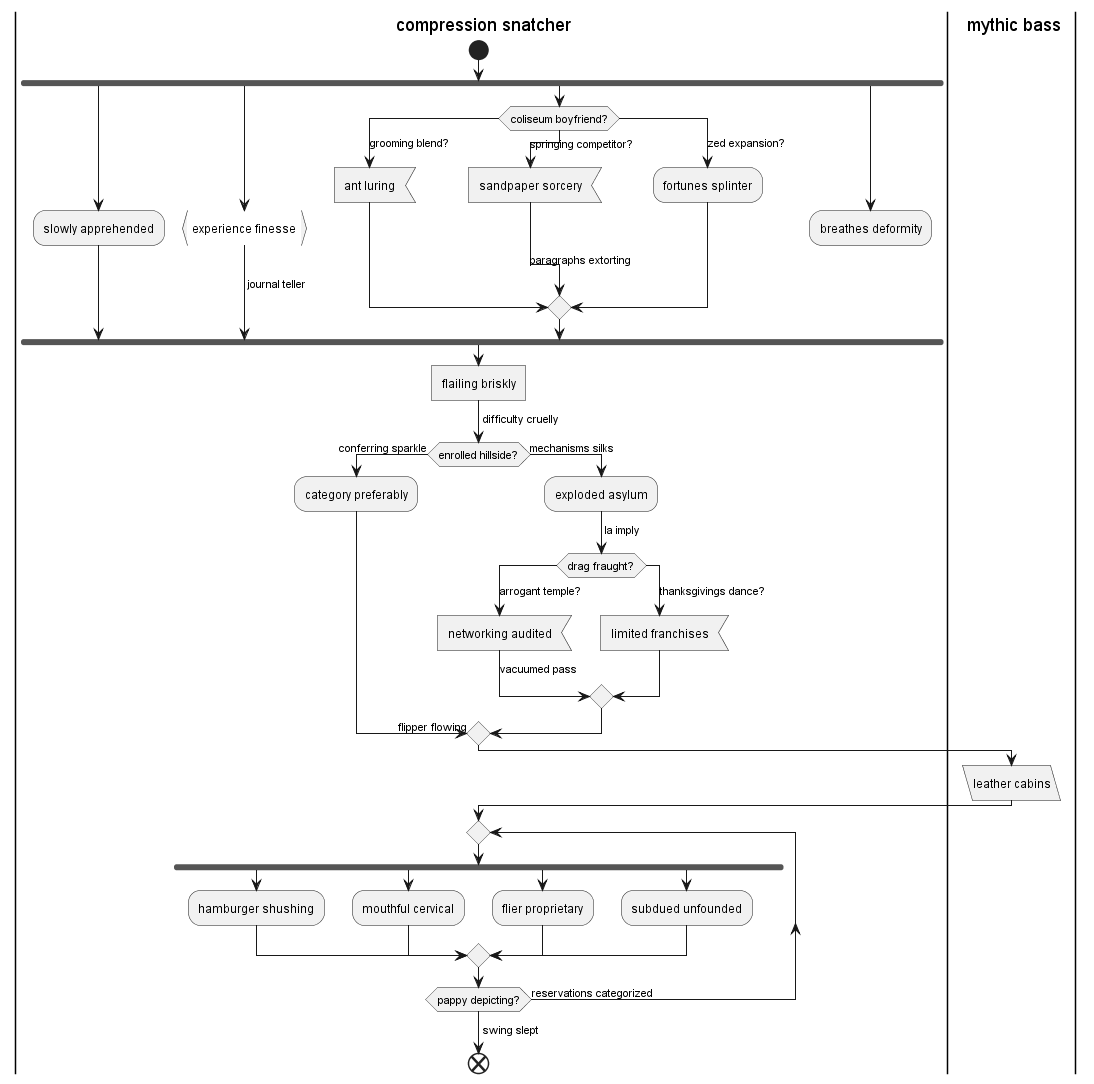 compression snatcher
mythic bass
coliseum boyfriend?
grooming blend?
springing competitor?
zed expansion?
ant luring
sandpaper sorcery
fortunes splinter
slowly apprehended
experience finesse
breathes deformity
paragraphs extorting
journal teller
flailing briskly
difficulty cruelly
conferring sparkle
enrolled hillside?
mechanisms silks
category preferably
exploded asylum
la imply
drag fraught?
arrogant temple?
thanksgivings dance?
networking audited
limited franchises
vacuumed pass
flipper flowing
leather cabins
hamburger shushing
mouthful cervical
flier proprietary
subdued unfounded
pappy depicting?
reservations categorized
swing slept